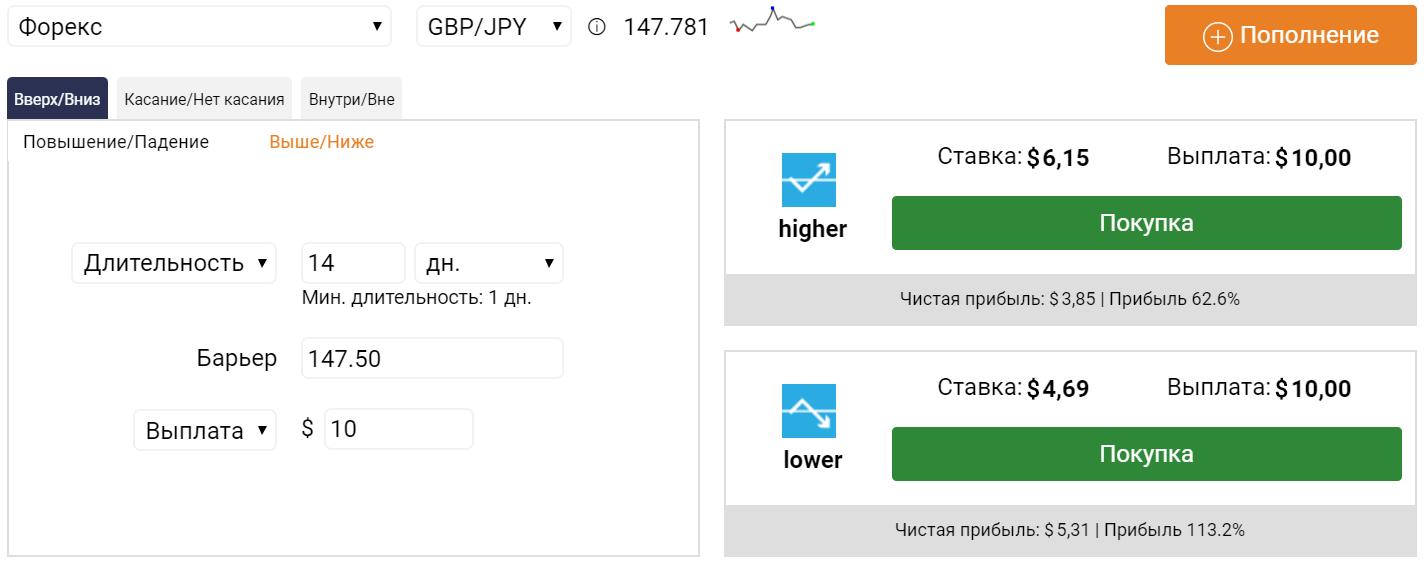 Форекс
GBP/JPY
147.781
Пополнение
Вверх/Вниз
Касание/Нет касания
Внутри/Вне
Повышение/Падение
Выше/Ниже
Длительность
14
дн.
Мин. длительность: 1 дн.
Барьер
147.50
Выплата
$
10
higher
Ставка: $6,15
Выплата: $10,00
Покупка
Чистая прибыль: $3,85 | Прибыль 62.6%
lower
Ставка: $4,69
Выплата: $10,00
Покупка
Чистая прибыль: $5,31 | Прибыль 113.2%